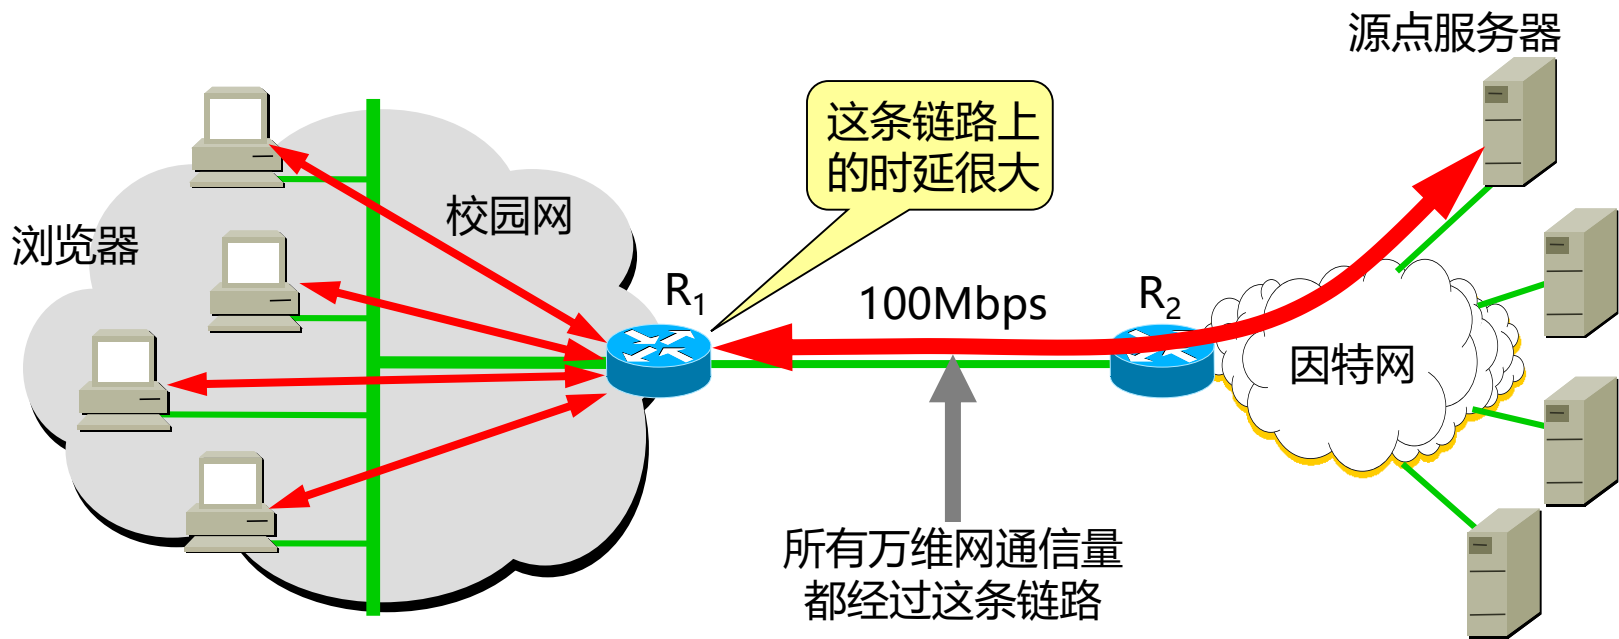 源点服务器
这条链路上
的时延很大
校园网
浏览器
R1
100Mbps
R2
因特网
所有万维网通信量
都经过这条链路